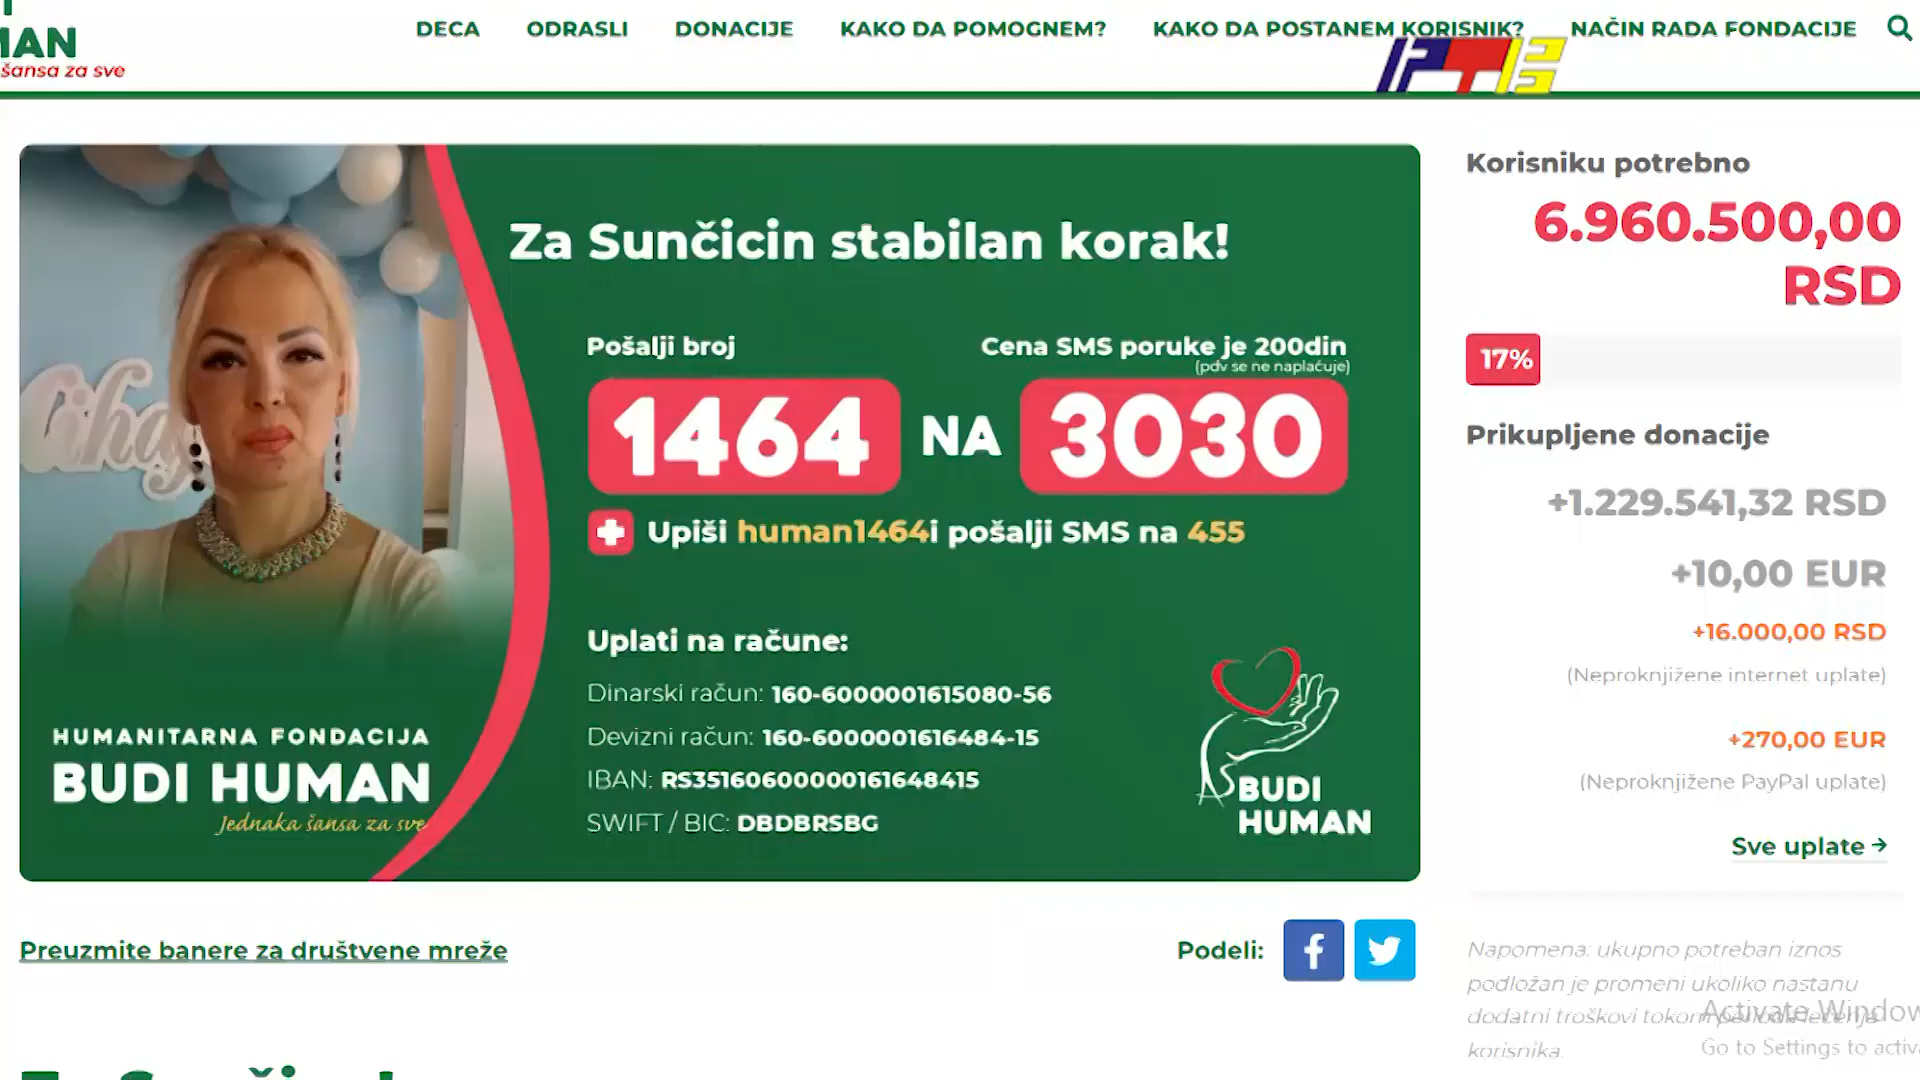 MAN
šansa za sve
DECA
ODRASLI
DONACIJE
KAKO DA POMOGNEM?
KAKO DA POSTANEM KORISNIK?
NAČIN RADA FONDACIJE
Za Sunčicin stabilan korak!
Pošalji broj
Cena SMS poruke je 200din
(pdv se ne naplaćuje)
1464 NA 3030
Upiši human1464i pošalji SMS na 455
Uplati na račune:
Dinarski račun: 160-6000001615080-56
Devizni račun: 160-6000001616484-15
IBAN: RS35160600000161648415
SWIFT / BIC: DBDBRSBG
HUMANITARNA FONDACIJA
BUDI HUMAN
Jednaka šansa za sve
BUDI
HUMAN
Korisniku potrebno
6.960.500,00
RSD
17%
Prikupljene donacije
+1.229.541,32 RSD
+10,00 EUR
+16.000,00 RSD
(Neproknjižene internet uplate)
+270,00 EUR
(Neproknjižene PayPal uplate)
Sve uplate →
Preuzmite banere za društvene mreže
Podeli:
Napomena: ukupno potreban iznos
podložan je promeni ukoliko nastanu
dodatni troškovi tokom perioda lečenja
korisnika.
Activate Window
Go to Settings to activa